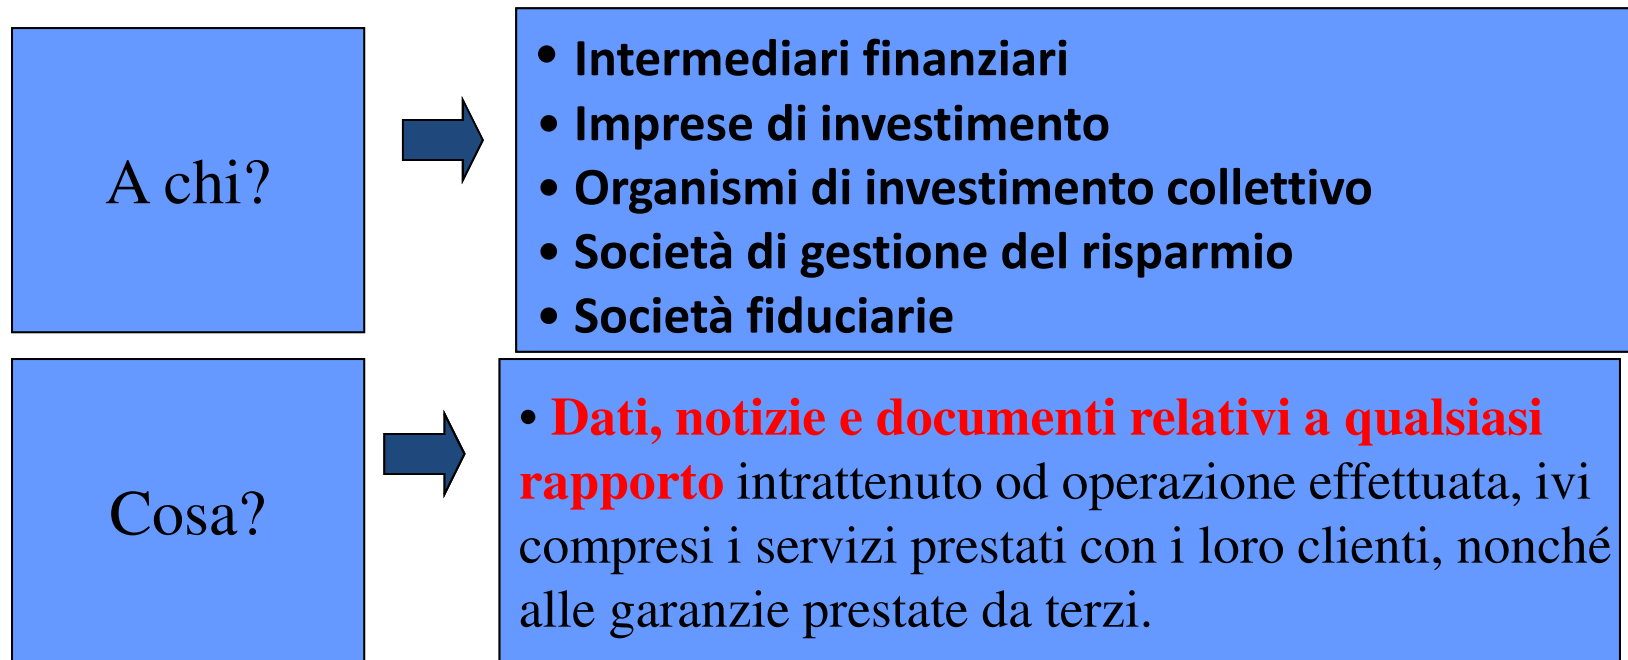 A chi?
• Intermediari finanziari
• Imprese di investimento
• Organismi di investimento collettivo
• Società di gestione del risparmio
• Società fiduciarie
Cosa?
• Dati, notizie e documenti relativi a qualsiasi
rapporto intrattenuto od operazione effettuata, ivi
compresi i servizi prestati con i loro clienti, nonché
alle garanzie prestate da terzi.